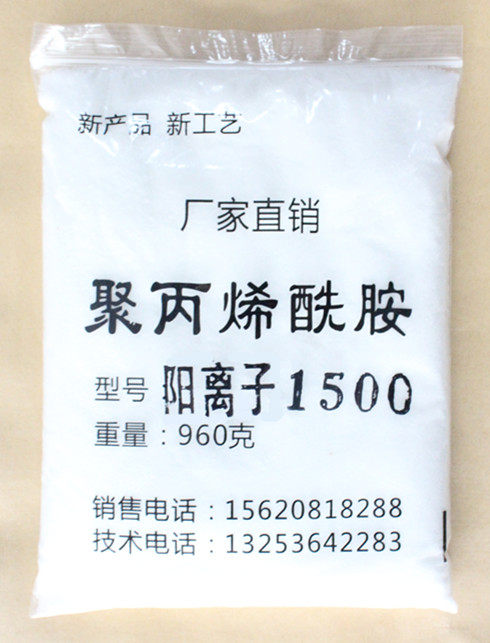 新产品 新工艺
厂家直销
聚丙烯酰胺
型号 阳离子1500
重量：960克
销售电话：15620818288
技术电话：13253642283